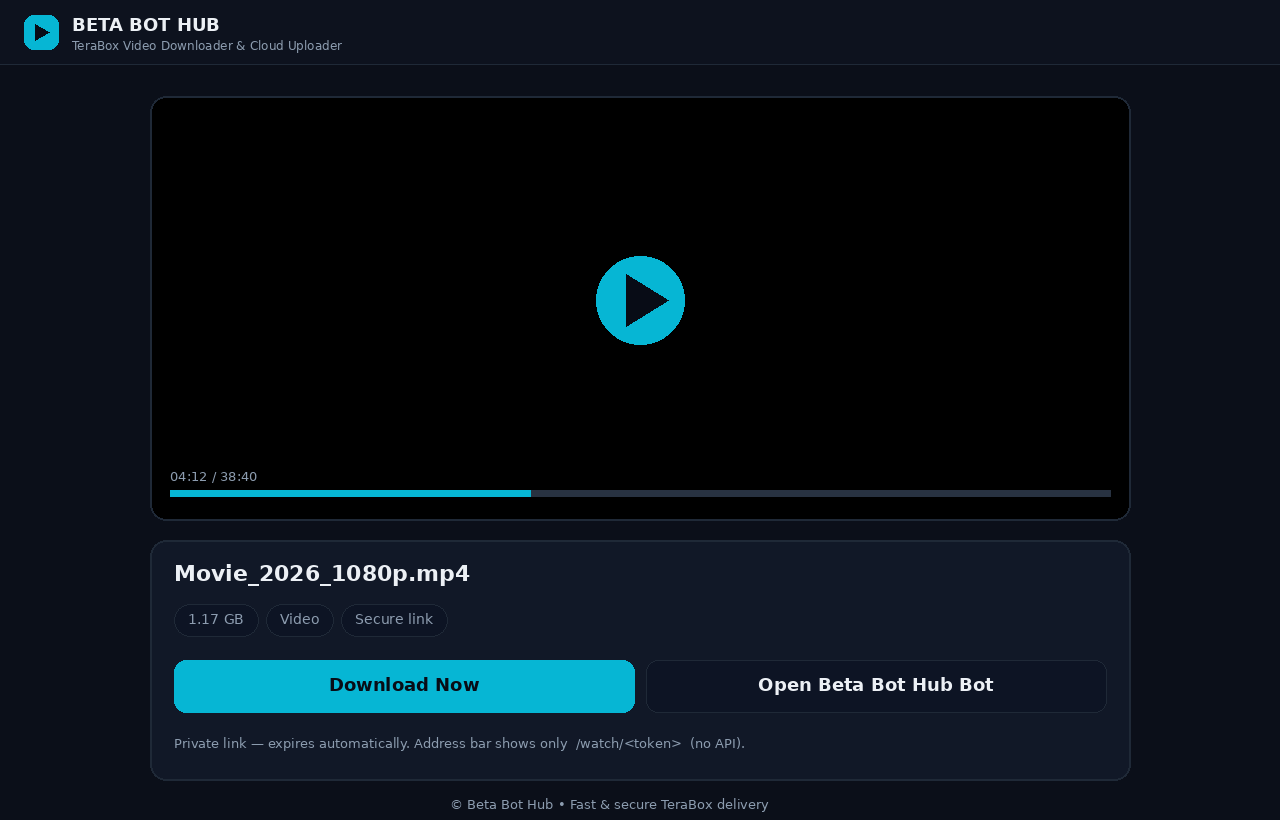 BETA BOT HUB
TeraBox Video Downloader & Cloud Uploader
04:12 / 38:40
Movie_2026_1080p.mp4
1.17 GB Video Secure link
Download Now Open Beta Bot Hub Bot
Private link — expires automatically. Address bar shows only /watch/<token> (no API).
© Beta Bot Hub • Fast & secure TeraBox delivery